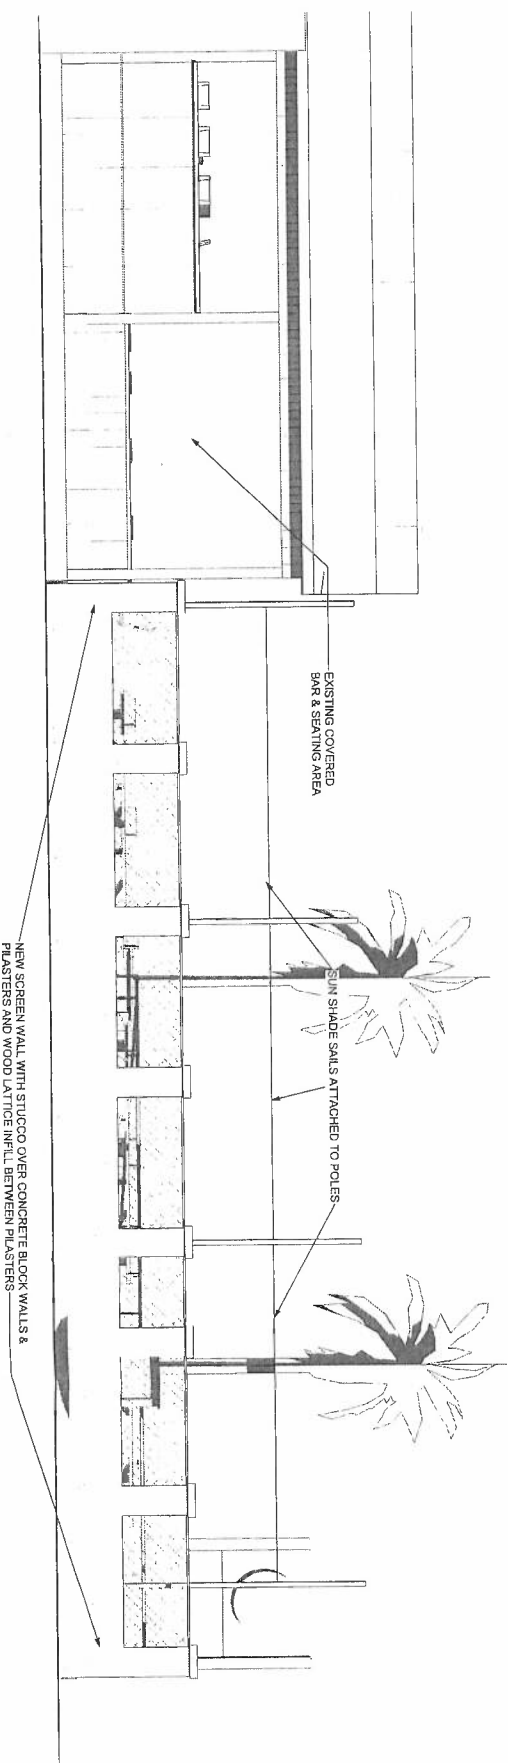 EXISTING COVERED
BAR & SEATING AREA
SUN SHADE SAILS ATTACHED TO POLES
NEW SCREEN WALL WITH STUCCO OVER CONCRETE BLOCK WALLS &
PILASTERS AND WOOD LATTICE INFILL BETWEEN PILASTERS